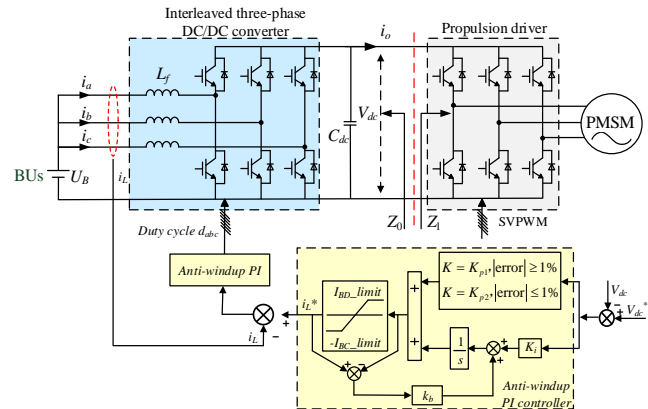 Interleaved three-phase
DC/DC converter
Propulsion driver
i_o
i_a
L_f
i_b
i_c
V_dc
C_dc
PMSM
BUs
U_B
i_L
Z_0
Z_1
SVPWM
Duty cycle d_abc
Anti-windup PI
i_L*
i_L
I_BD_limit
-I_BC_limit
K = K_p1, |error| ≥ 1%
K = K_p2, |error| ≤ 1%
V_dc
V_dc*
1/s
K_i
k_b
Anti-windup
PI controller
+
+
+
-
+
-
+
+
-
+